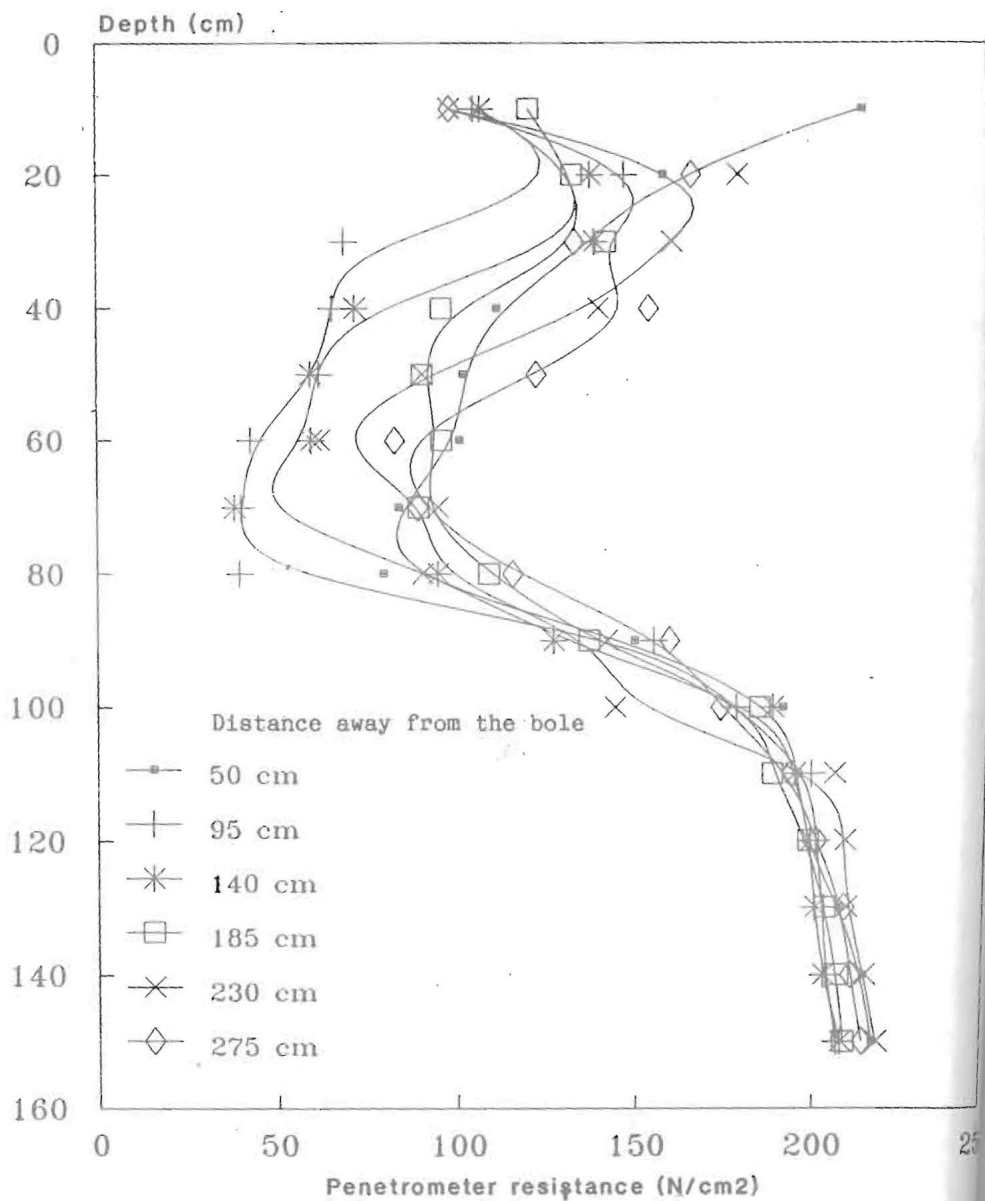 Depth (cm)
0
20
40
60
80
100
120
140
160
Distance away from the bole
50 cm
95 cm
140 cm
185 cm
230 cm
275 cm
0 50 100 150 200 25
Penetrometer resistance (N/cm2)